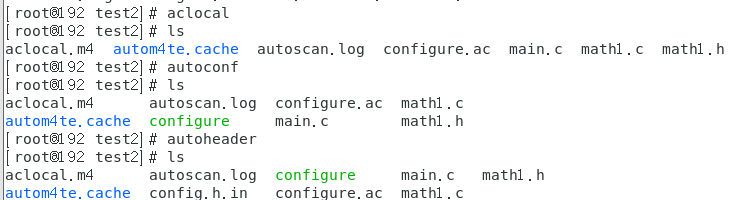 [root@192 test2]# aclocal
[root@192 test2]# ls
aclocal.m4  autom4te.cache  autoscan.log  configure.ac  main.c  math1.c  math1.h
[root@192 test2]# autoconf
[root@192 test2]# ls
aclocal.m4      autoscan.log  configure.ac  math1.c
autom4te.cache  configure     main.c        math1.h
[root@192 test2]# autoheader
[root@192 test2]# ls
aclocal.m4      autoscan.log  configure     main.c   math1.h
autom4te.cache  config.h.in   configure.ac  math1.c